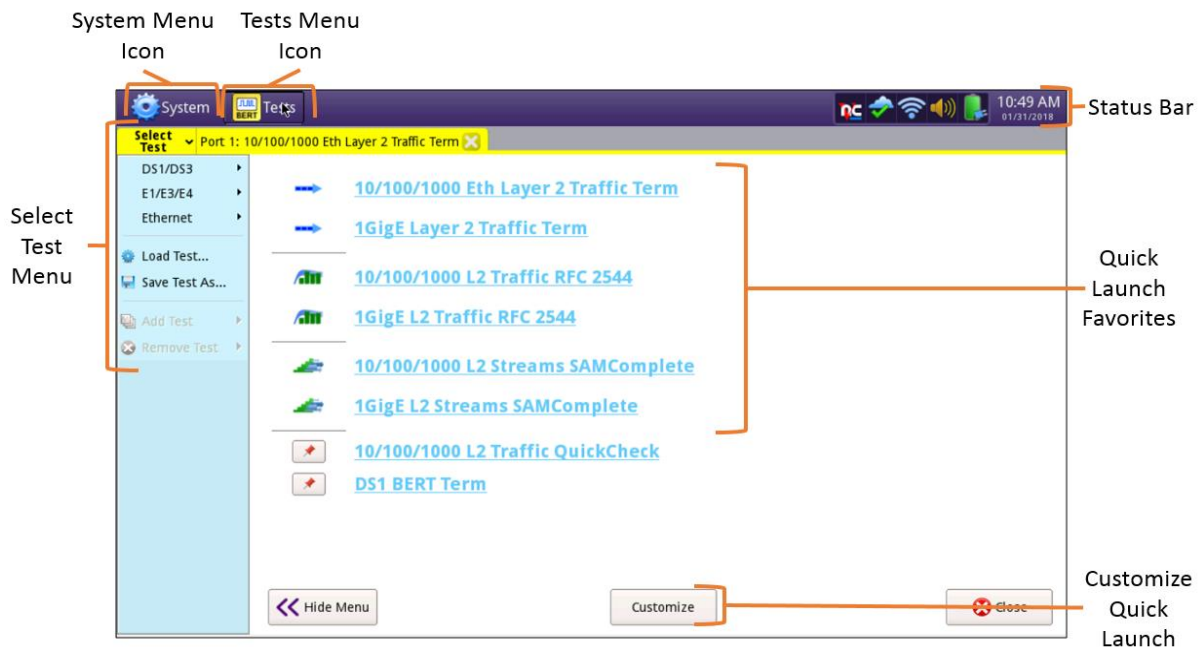 System Menu
Icon
Tests Menu
Icon
System
BERT
Tests
10:49 AM
01/31/2018
Status Bar
Select
Test
Port 1: 10/100/1000 Eth Layer 2 Traffic Term
Select
Test
Menu
DS1/DS3
E1/E3/E4
Ethernet
Load Test...
Save Test As...
Add Test
Remove Test
10/100/1000 Eth Layer 2 Traffic Term
1GigE Layer 2 Traffic Term
10/100/1000 L2 Traffic RFC 2544
1GigE L2 Traffic RFC 2544
10/100/1000 L2 Streams SAMComplete
1GigE L2 Streams SAMComplete
10/100/1000 L2 Traffic QuickCheck
DS1 BERT Term
Quick
Launch
Favorites
Hide Menu
Customize
Close
Customize
Quick
Launch